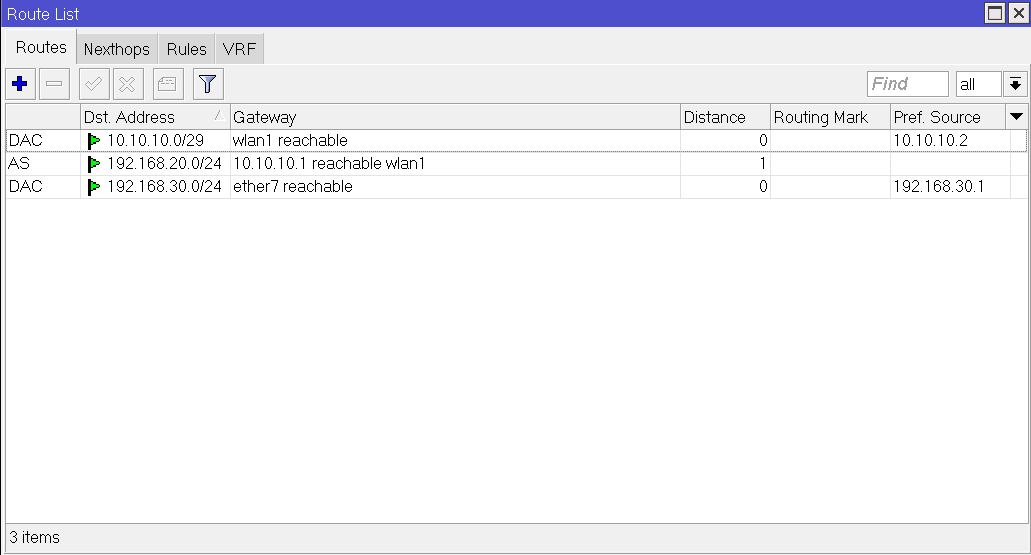 Route List
Routes Nexthops Rules VRF
Find all
Dst. Address Gateway Distance Routing Mark Pref. Source
DAC 10.10.10.0/29 wlan1 reachable 0 10.10.10.2
AS 192.168.20.0/24 10.10.10.1 reachable wlan1 1
DAC 192.168.30.0/24 ether7 reachable 0 192.168.30.1
3 items